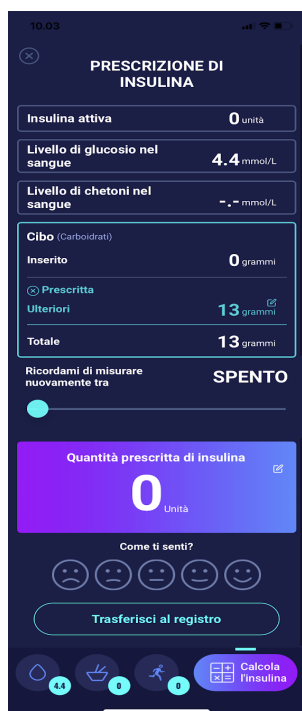 10.03
PRESCRIZIONE DI
INSULINA
Insulina attiva 0 unità
Livello di glucosio nel
sangue 4.4 mmol/L
Livello di chetoni nel
sangue -.- mmol/L
Cibo (Carboidrati)
Inserito 0 grammi
Prescritta
Ulteriori 13 grammi
Totale 13 grammi
Ricordami di misurare
nuovamente tra SPENTO
Quantità prescritta di insulina
0 Unità
Come ti senti?
Trasferisci al registro
4.4 0 0 Calcola
l'insulina